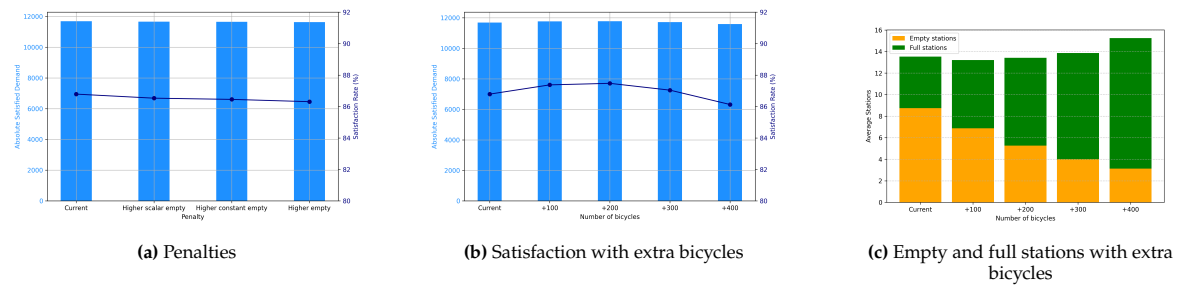 12000
10000
8000
6000
4000
2000
0
Absolute Satisfied Demand
92
90
88
86
84
82
80
Satisfaction Rate (%)
Current Higher scalar empty Higher constant empty Higher empty
Penalty
(a) Penalties
12000
10000
8000
6000
4000
2000
0
Absolute Satisfied Demand
92
90
88
86
84
82
80
Satisfaction Rate (%)
Current +100 +200 +300 +400
Number of bicycles
(b) Satisfaction with extra bicycles
16
14
12
10
8
6
4
2
0
Average Stations
Empty stations
Full stations
Current +100 +200 +300 +400
Number of bicycles
(c) Empty and full stations with extra
bicycles